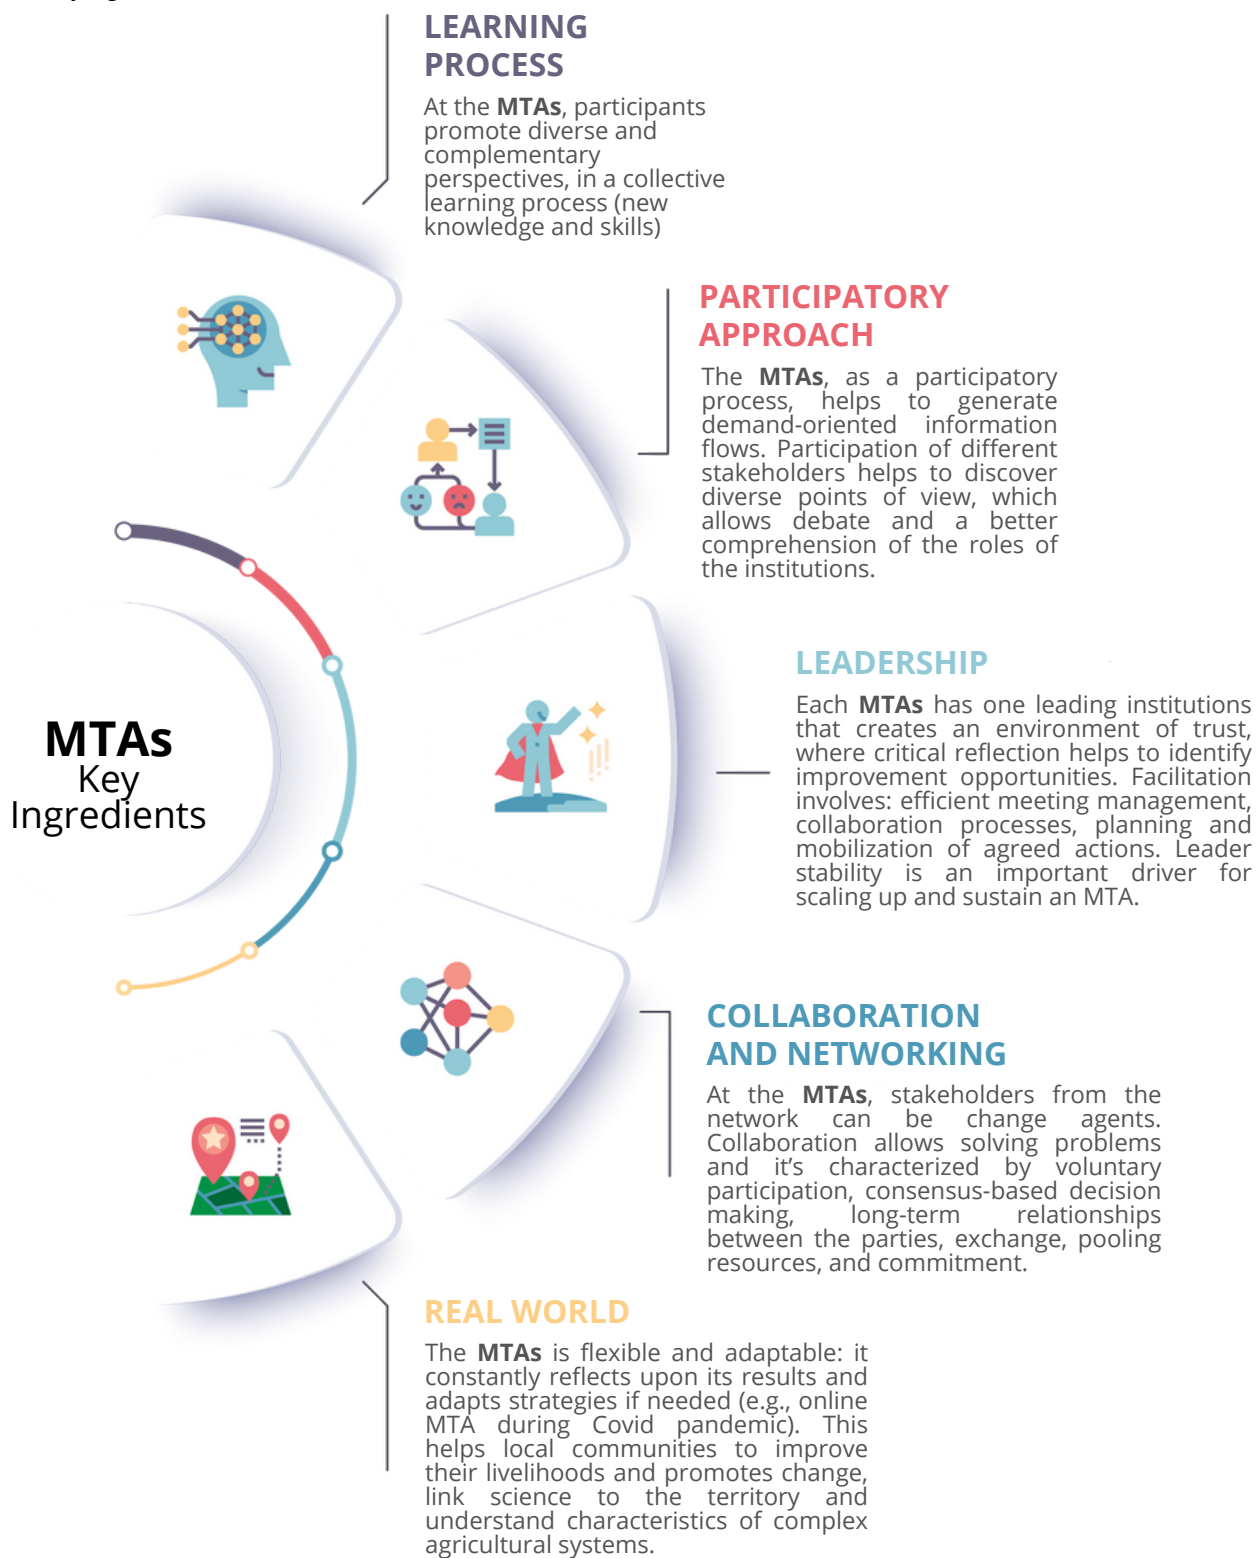 LEARNING
PROCESS
At the MTAs, participants
promote diverse and
complementary
perspectives, in a collective
learning process (new
knowledge and skills)
PARTICIPATORY
APPROACH
The MTAs, as a participatory
process, helps to generate
demand-oriented information
flows. Participation of different
stakeholders helps to discover
diverse points of view, which
allows debate and a better
comprehension of the roles of
the institutions.
MTAs
Key
Ingredients
LEADERSHIP
Each MTAs has one leading institutions
that creates an environment of trust,
where critical reflection helps to identify
improvement opportunities. Facilitation
involves: efficient meeting management,
collaboration processes, planning and
mobilization of agreed actions. Leader
stability is an important driver for
scaling up and sustain an MTA.
COLLABORATION
AND NETWORKING
At the MTAs, stakeholders from the
network can be change agents.
Collaboration allows solving problems
and it’s characterized by voluntary
participation, consensus-based decision
making, long-term relationships
between the parties, exchange, pooling
resources, and commitment.
REAL WORLD
The MTAs is flexible and adaptable: it
constantly reflects upon its results and
adapts strategies if needed (e.g., online
MTA during Covid pandemic). This
helps local communities to improve
their livelihoods and promotes change,
link science to the territory and
understand characteristics of complex
agricultural systems.